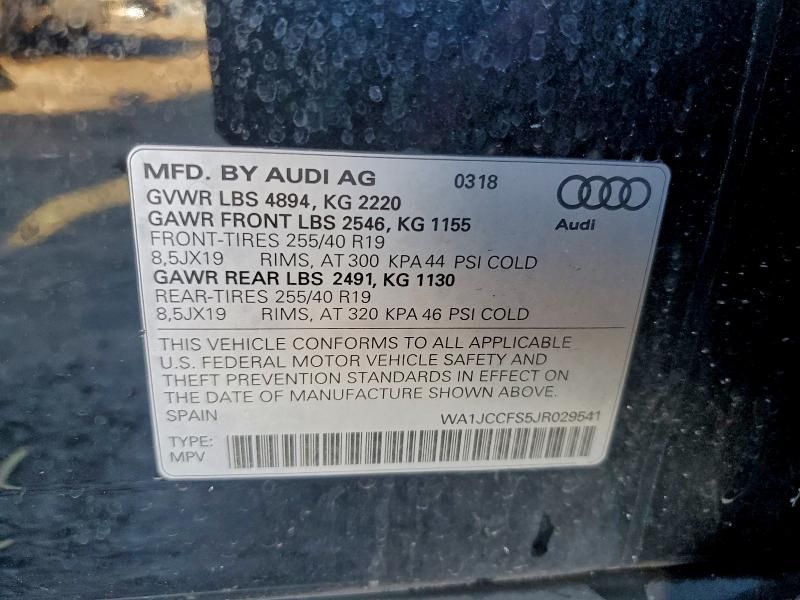 MFD. BY AUDI AG 0318
GVWR LBS 4894, KG 2220
GAWR FRONT LBS 2546, KG 1155
Audi
FRONT-TIRES 255/40 R19
8,5JX19 RIMS, AT 300 KPA 44 PSI COLD
GAWR REAR LBS 2491, KG 1130
REAR-TIRES 255/40 R19
8,5JX19 RIMS, AT 320 KPA 46 PSI COLD
THIS VEHICLE CONFORMS TO ALL APPLICABLE
U.S. FEDERAL MOTOR VEHICLE SAFETY AND
THEFT PREVENTION STANDARDS IN EFFECT ON
THE DATE OF MANUFACTURE SHOWN ABOVE.
SPAIN WA1JCCFS5JR029541
TYPE:
MPV